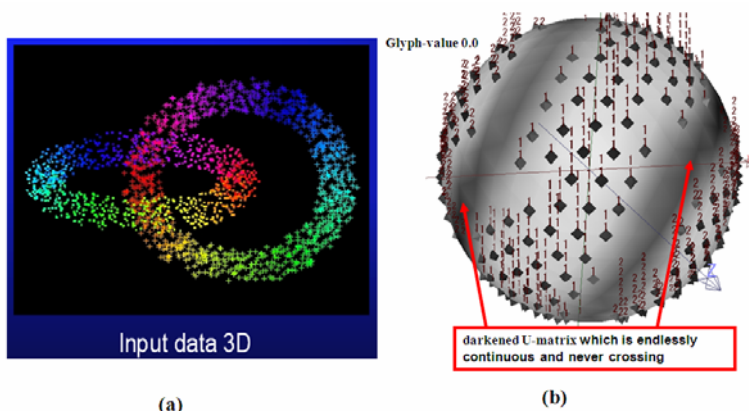 Glyph-value 0.0
Input data 3D
darkened U-matrix which is endlessly
continuous and never crossing
(a)
(b)